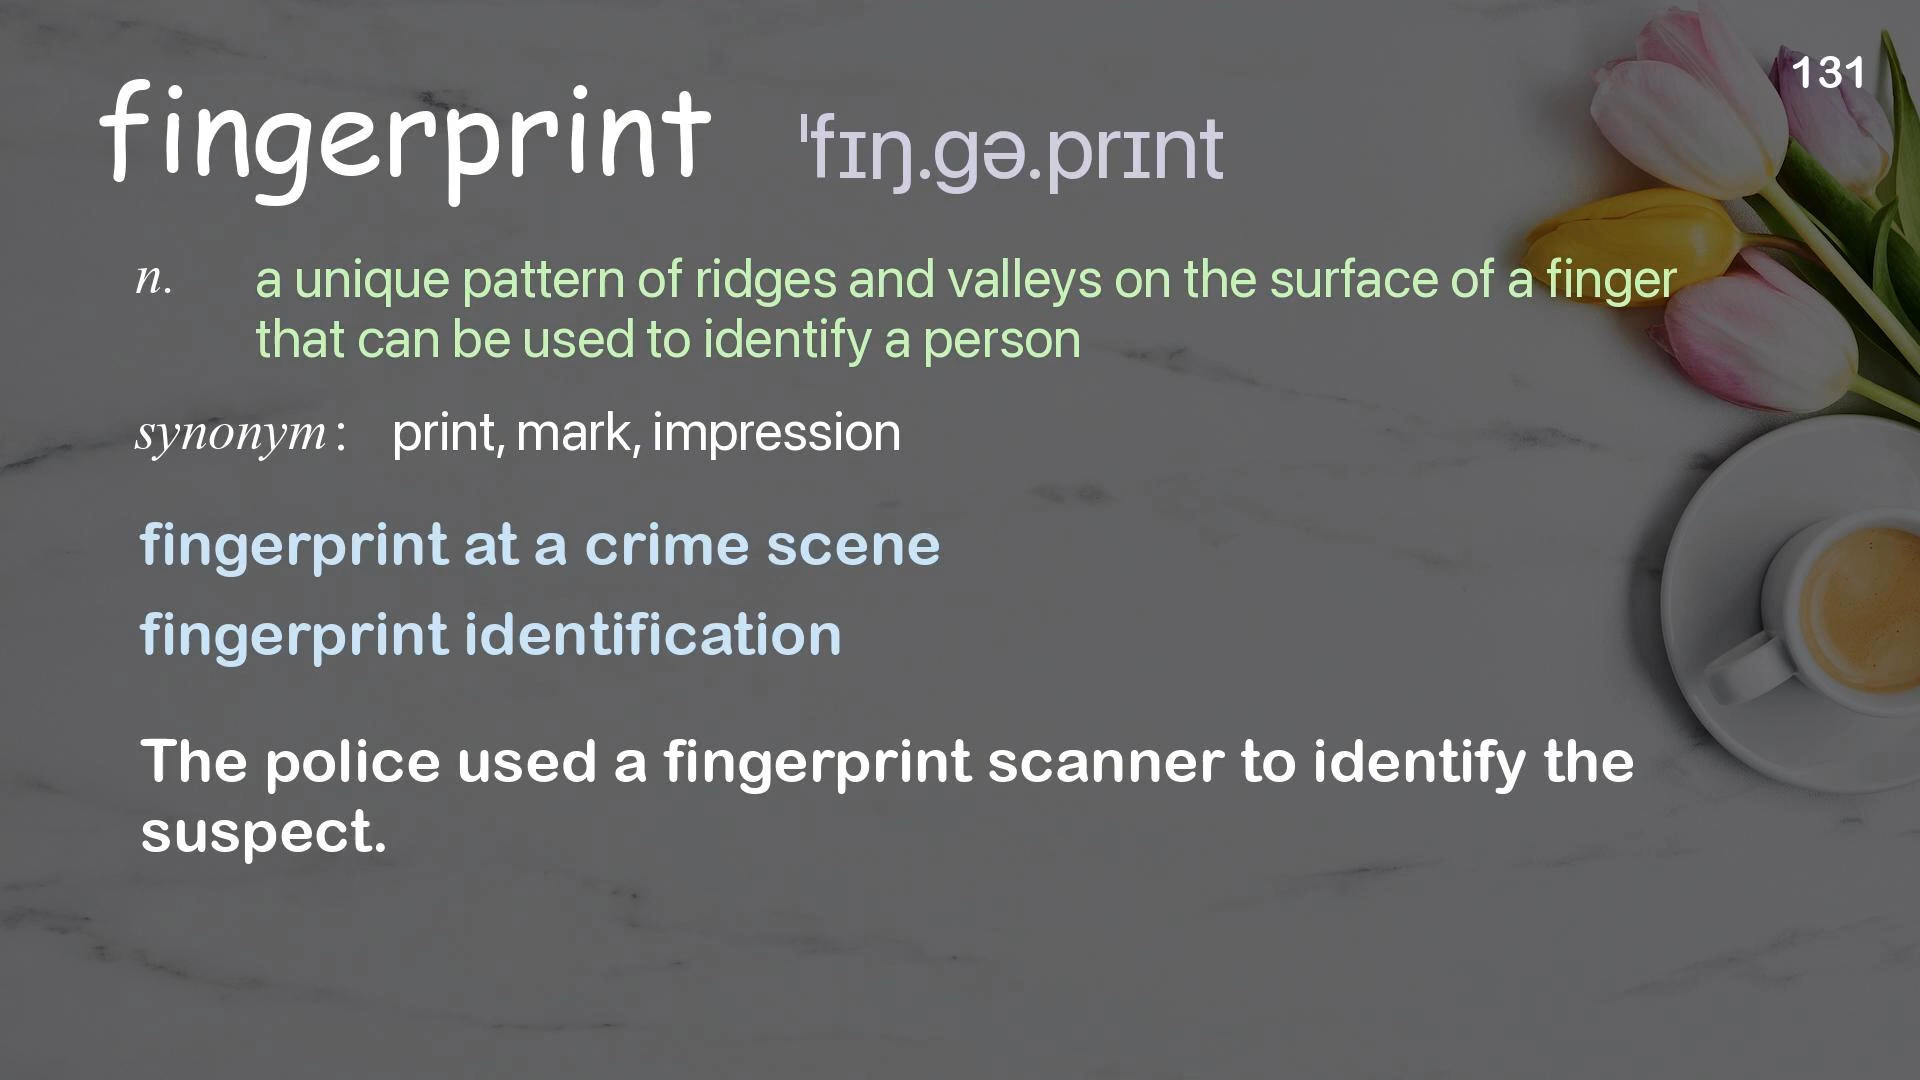 131
fingerprint ˈfɪŋ.gə.prɪnt
n. a unique pattern of ridges and valleys on the surface of a finger
that can be used to identify a person
synonym: print, mark, impression
fingerprint at a crime scene
fingerprint identification
The police used a fingerprint scanner to identify the
suspect.